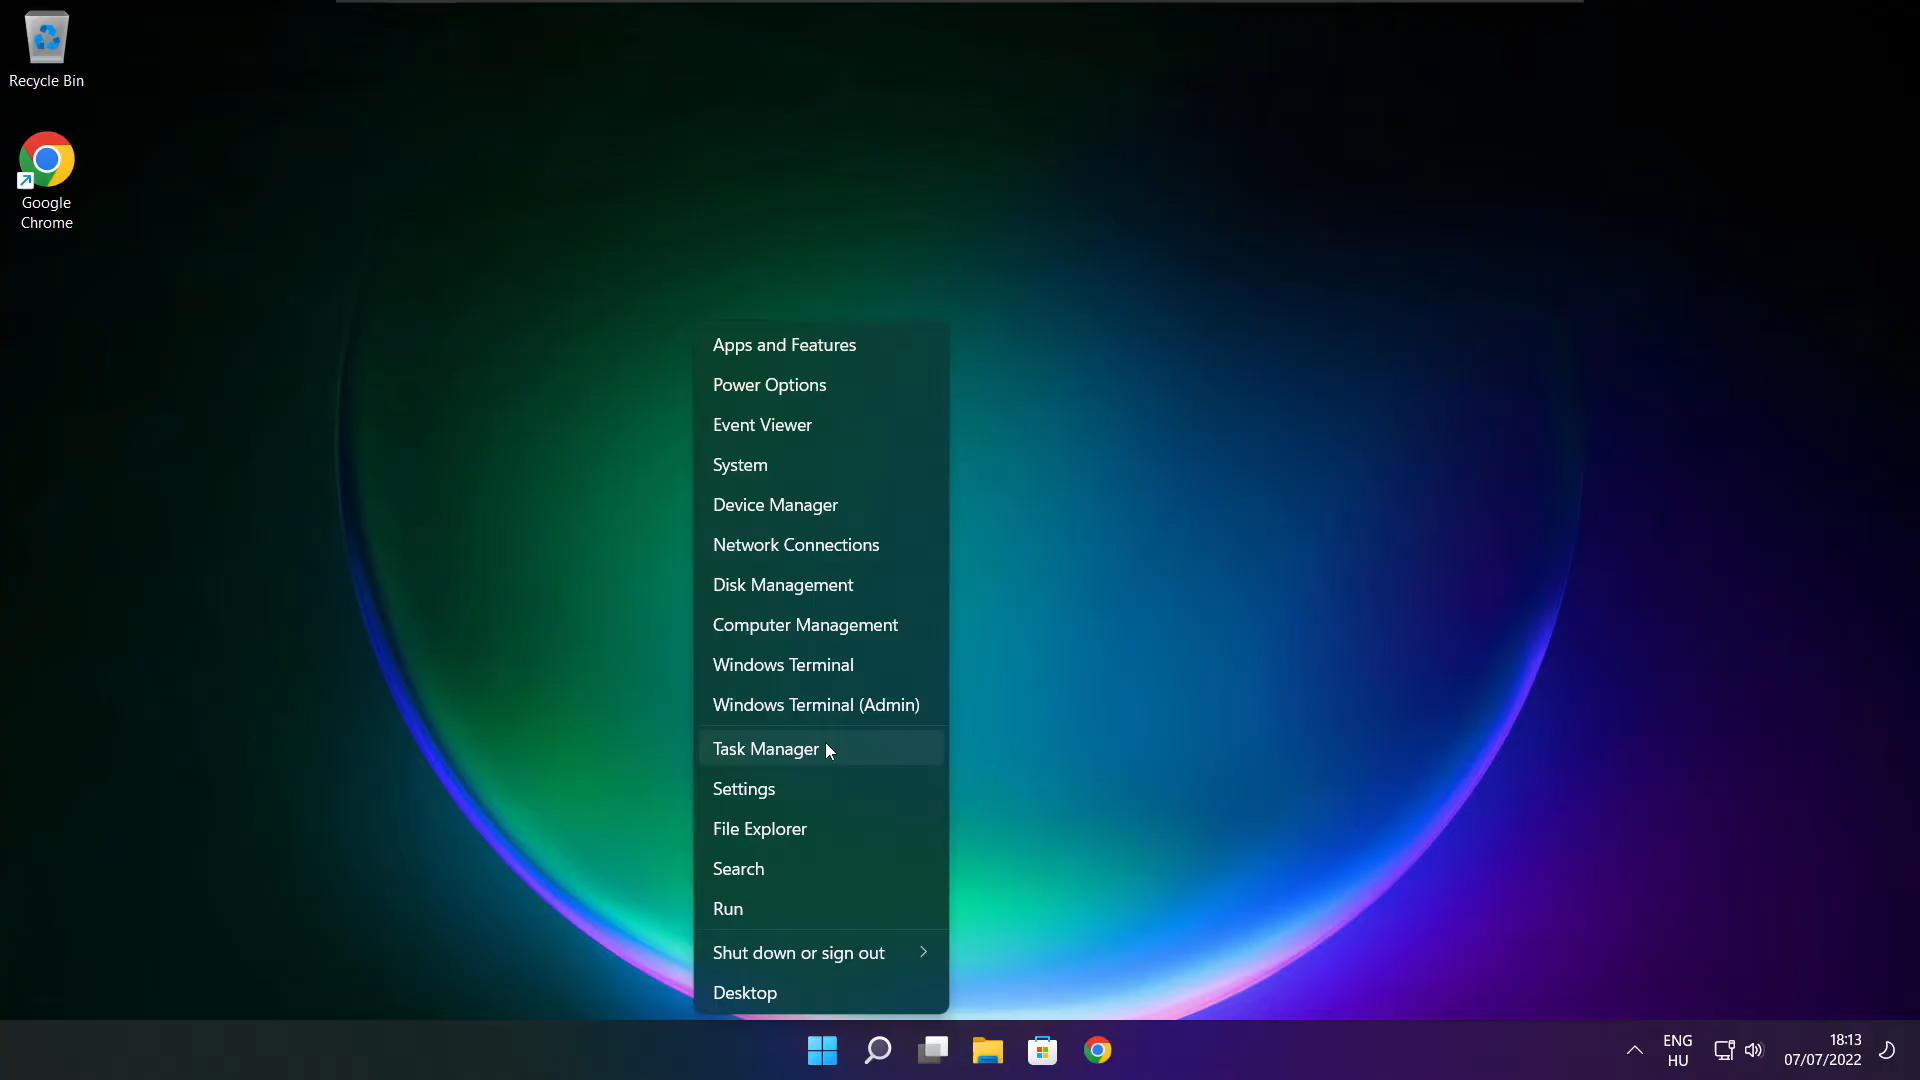 Recycle Bin
Google
Chrome
Apps and Features
Power Options
Event Viewer
System
Device Manager
Network Connections
Disk Management
Computer Management
Windows Terminal
Windows Terminal (Admin)
Task Manager
Settings
File Explorer
Search
Run
Shut down or sign out
Desktop
ENG
HU
18:13
07/07/2022